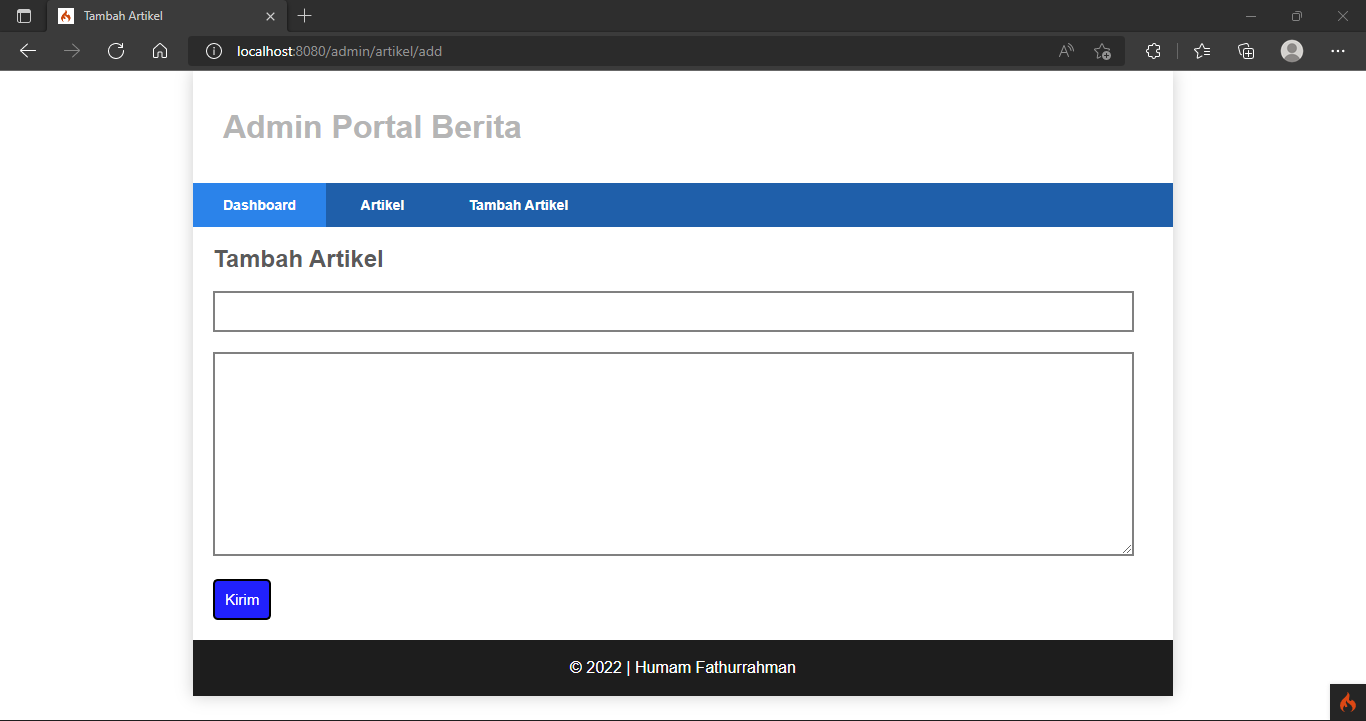 Tambah Artikel
localhost:8080/admin/artikel/add
Admin Portal Berita
Dashboard Artikel Tambah Artikel
Tambah Artikel
Kirim
© 2022 | Humam Fathurrahman